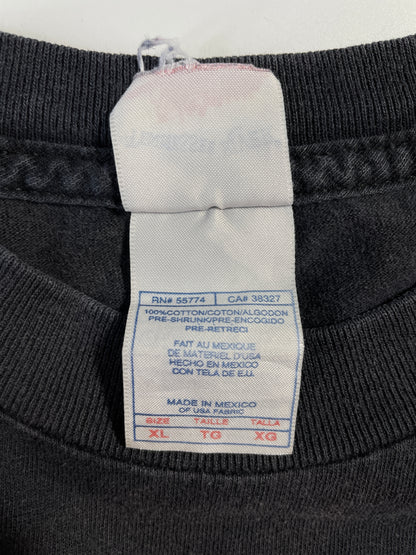 RN# 55774 CA# 38327
100% COTTON/COTON/ALGODON
PRE-SHRUNK/PRE-ENCOGIDO
PRE-RETRECI
FAIT AU MEXIQUE
DE MATERIEL D'USA
HECHO EN MEXICO
CON TELA DE E.U.
MADE IN MEXICO
OF USA FABRIC
SIZE TAILLE TALLA
XL TG XG